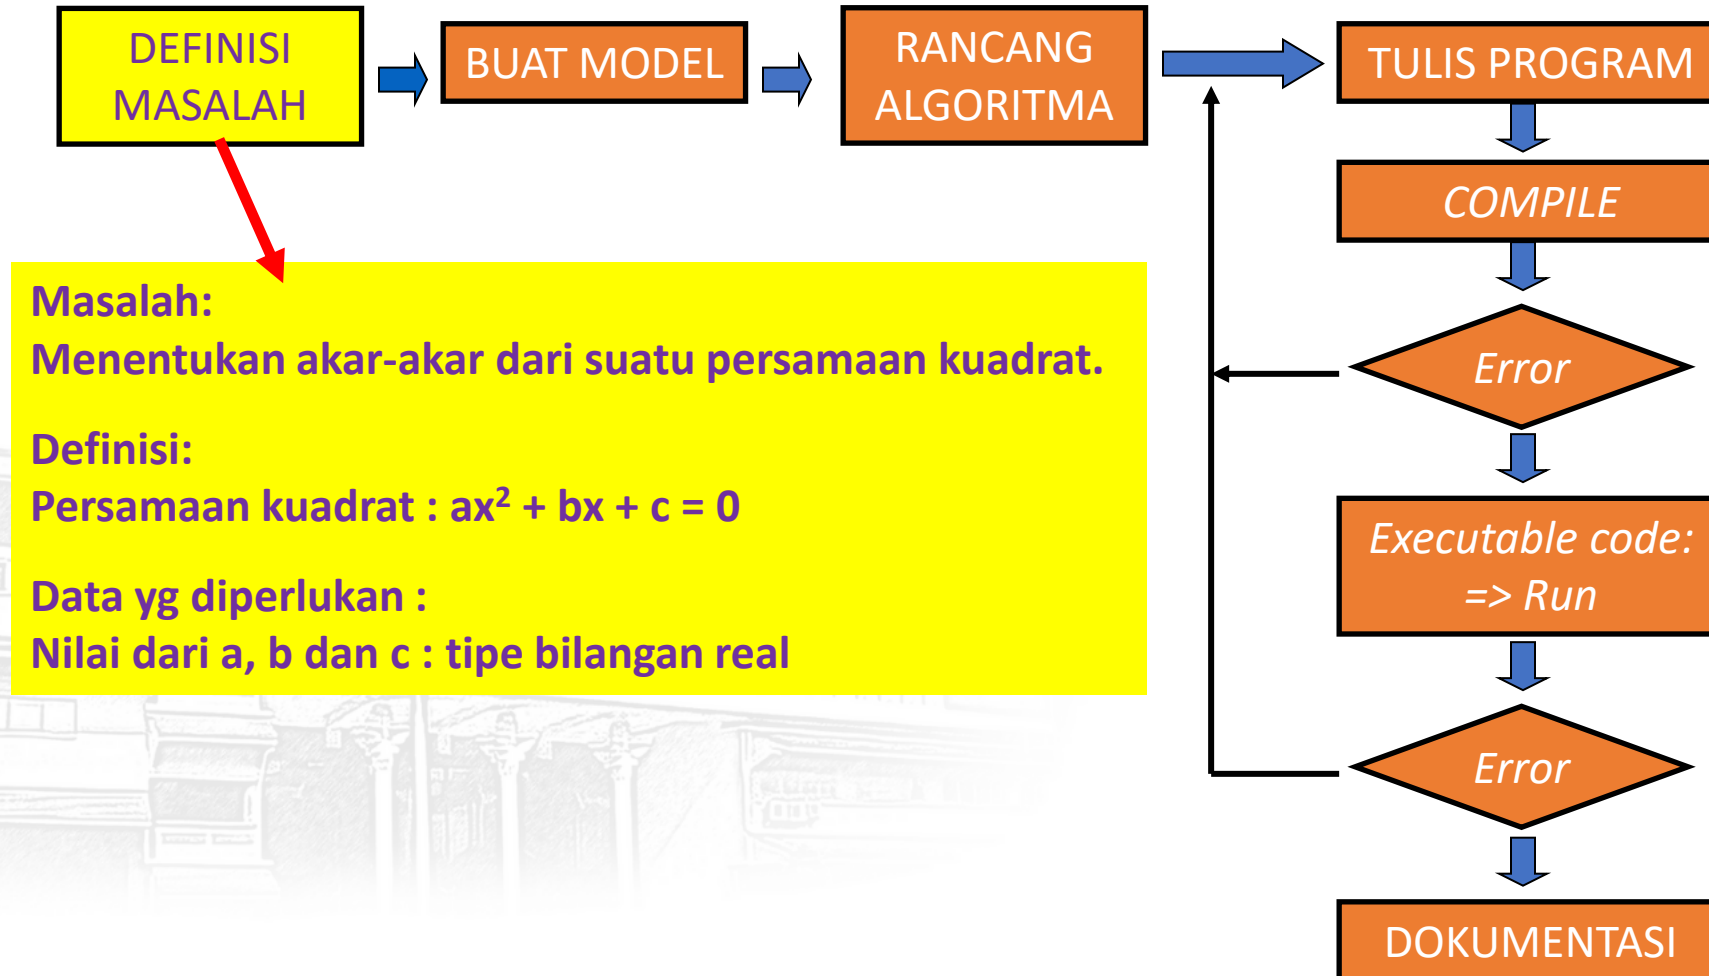 DEFINISI
MASALAH
BUAT MODEL
RANCANG
ALGORITMA
TULIS PROGRAM
COMPILE
Error
Executable code:
=> Run
Error
DOKUMENTASI
Masalah:
Menentukan akar-akar dari suatu persamaan kuadrat.
Definisi:
Persamaan kuadrat : ax² + bx + c = 0
Data yg diperlukan :
Nilai dari a, b dan c : tipe bilangan real